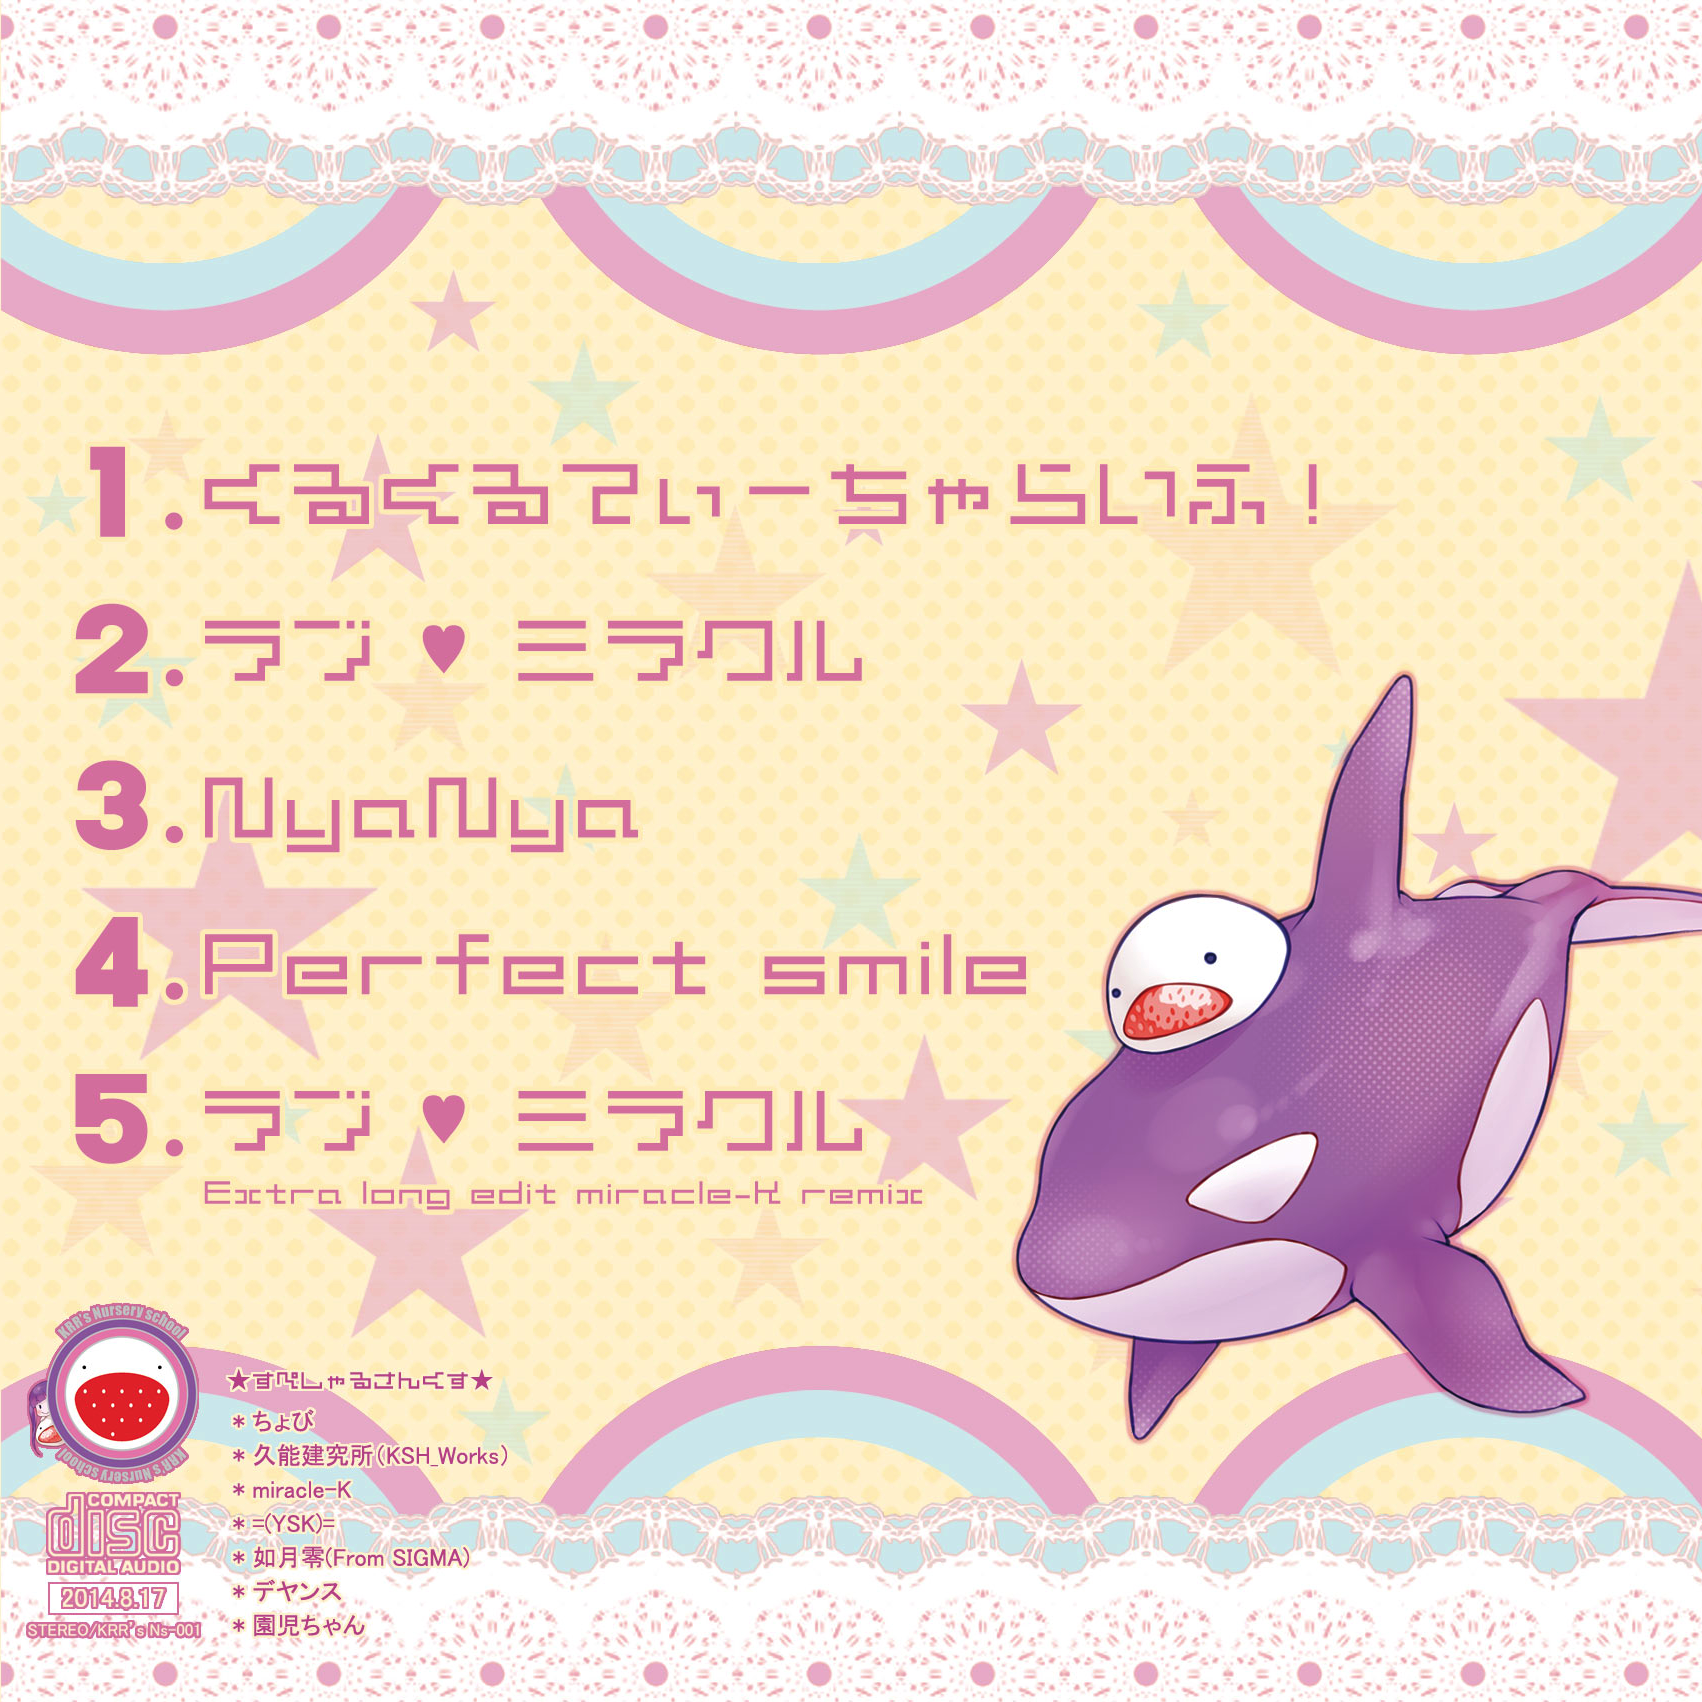 1.くるくるてぃーちゃらいふ！
2.ラブ ♥ ミラクル
3.NyaNya
4.Perfect smile
5.ラブ ♥ ミラクル
Extra long edit miracle-K remix
KRR's Nursery school
KRR's Nursery school
COMPACT
disc
DIGITAL AUDIO
2014.8.17
STEREO/KRR's Ns-001
★すぺしゃるさんくす★
* ちょび
* 久能建究所（KSH_Works）
* miracle-K
* =(YSK)=
* 如月零(From SIGMA)
* デヤンス
* 園児ちゃん